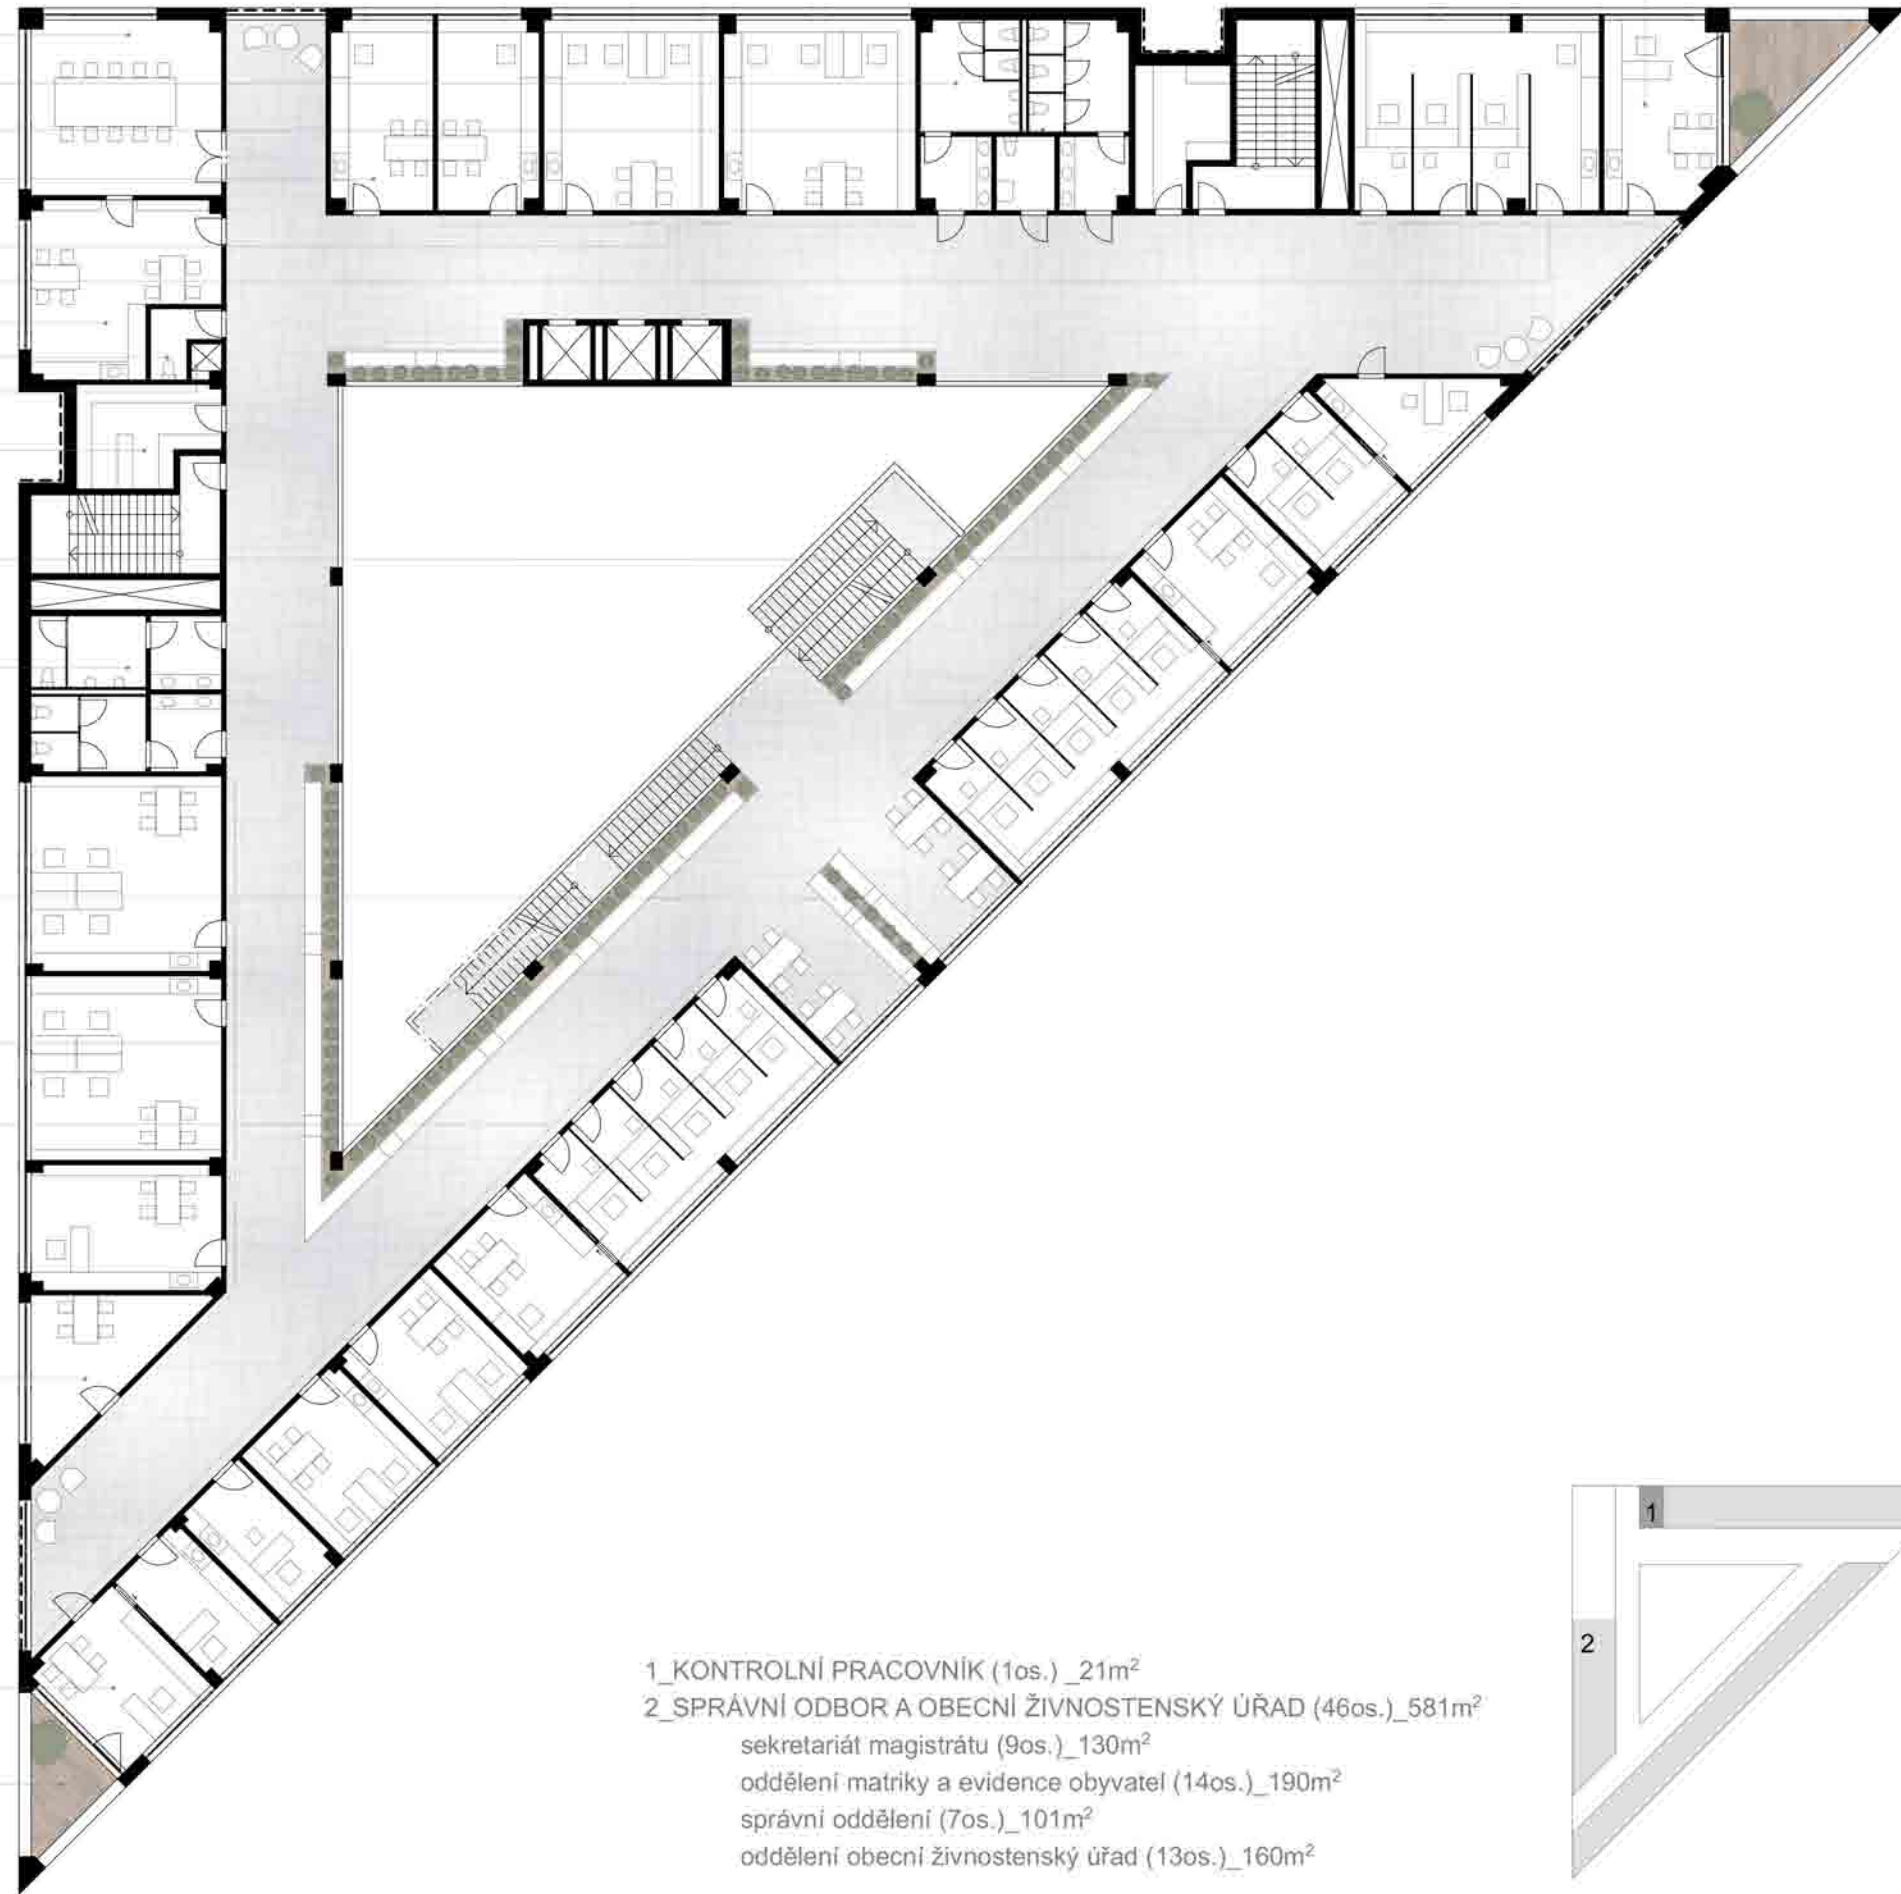 1
2
1_KONTROLNÍ PRACOVNÍK (1os.) _21m²
2_SPRÁVNÍ ODBOR A OBECNÍ ŽIVNOSTENSKÝ ÚŘAD (46os.)_581m²
sekretariát magistrátu (9os.)_130m²
oddělení matriky a evidence obyvatel (14os.)_190m²
správní oddělení (7os.)_101m²
oddělení obecní živnostenský úřad (13os.)_160m²